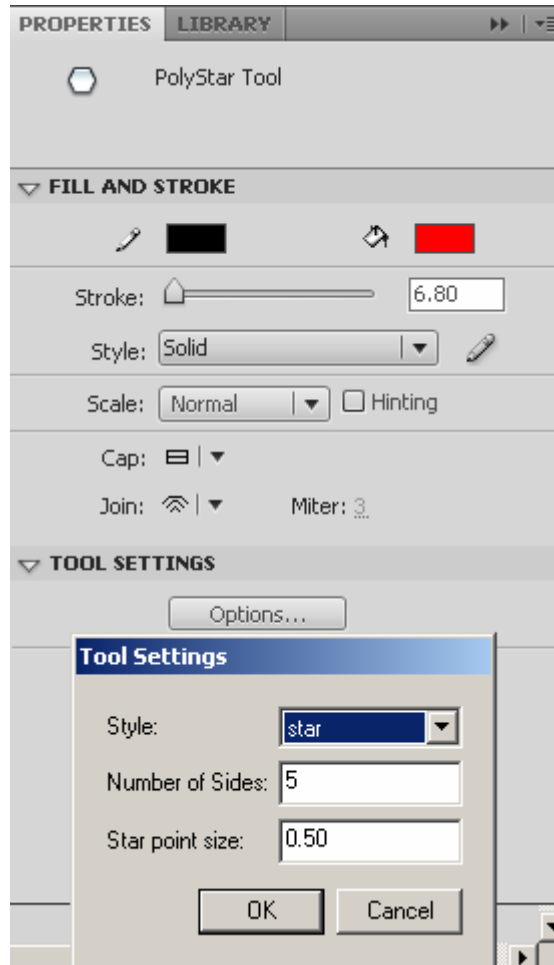 PROPERTIES LIBRARY
PolyStar Tool
FILL AND STROKE
Stroke: 6.80
Style: Solid
Scale: Normal Hinting
Cap:
Join: Miter: 3
TOOL SETTINGS
Options...
Tool Settings
Style: star
Number of Sides: 5
Star point size: 0.50
OK Cancel